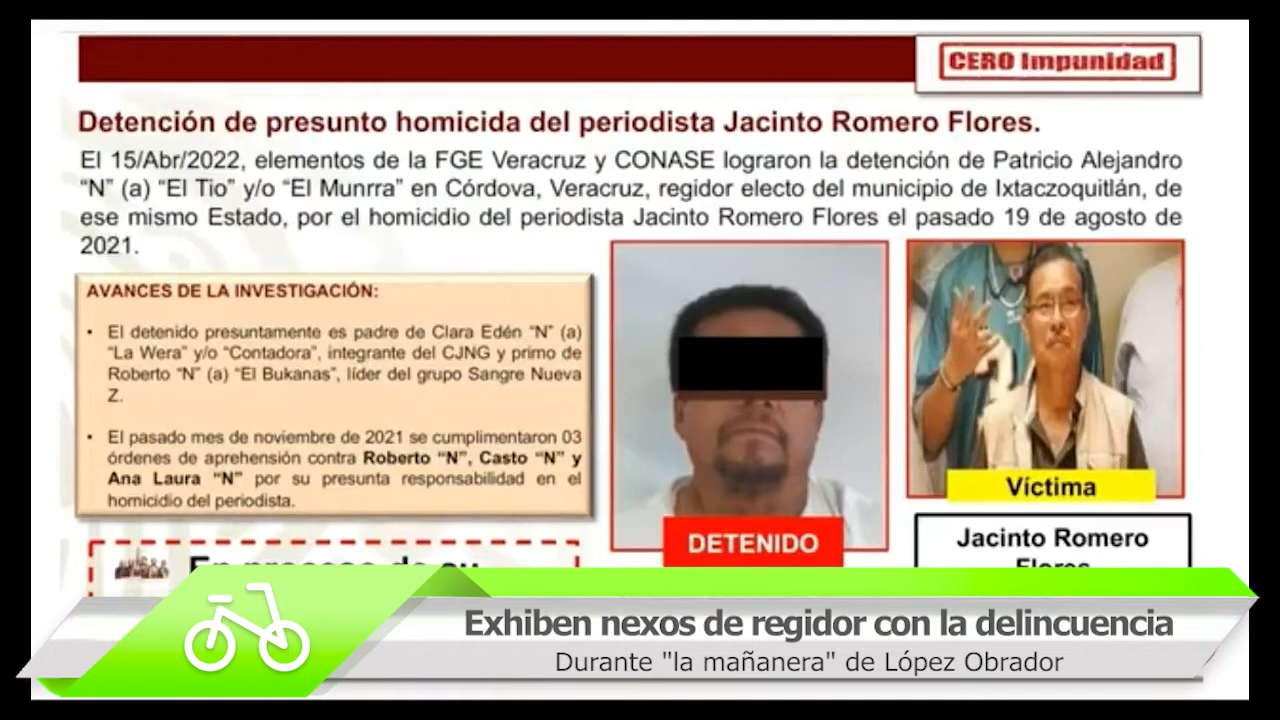 CERO Impunidad
Detención de presunto homicida del periodista Jacinto Romero Flores.
El 15/Abr/2022, elementos de la FGE Veracruz y CONASE lograron la detención de Patricio Alejandro
“N” (a) “El Tio” y/o “El Munrra” en Córdova, Veracruz, regidor electo del municipio de Ixtaczoquitlán, de
ese mismo Estado, por el homicidio del periodista Jacinto Romero Flores el pasado 19 de agosto de
2021.
AVANCES DE LA INVESTIGACIÓN:
• El detenido presuntamente es padre de Clara Edén “N” (a)
“La Wera” y/o “Contadora”, integrante del CJNG y primo de
Roberto “N” (a) “El Bukanas”, líder del grupo Sangre Nueva
Z.
• El pasado mes de noviembre de 2021 se cumplimentaron 03
órdenes de aprehensión contra Roberto “N”, Casto “N” y
Ana Laura “N” por su presunta responsabilidad en el
homicidio del periodista.
DETENIDO
Víctima
Jacinto Romero
Flores
En proceso de su
Exhiben nexos de regidor con la delincuencia
Durante "la mañanera" de López Obrador